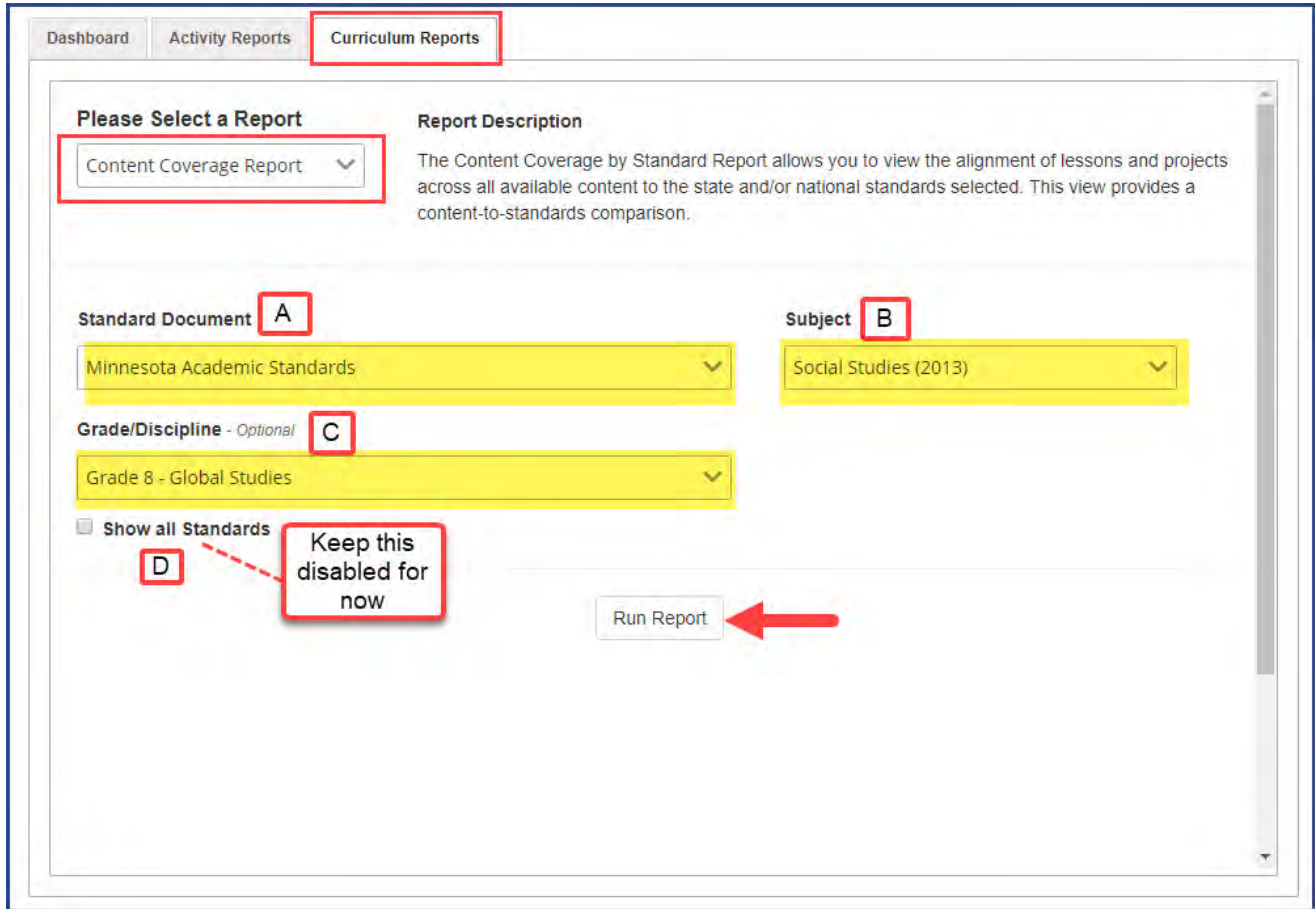 Dashboard
Activity Reports
Curriculum Reports
Please Select a Report
Content Coverage Report
Report Description
The Content Coverage by Standard Report allows you to view the alignment of lessons and projects
across all available content to the state and/or national standards selected. This view provides a
content-to-standards comparison.
Standard Document
A
Subject
B
Minnesota Academic Standards
Social Studies (2013)
Grade/Discipline - Optional
C
Grade 8 - Global Studies
Show all Standards
D
Keep this
disabled for
now
Run Report